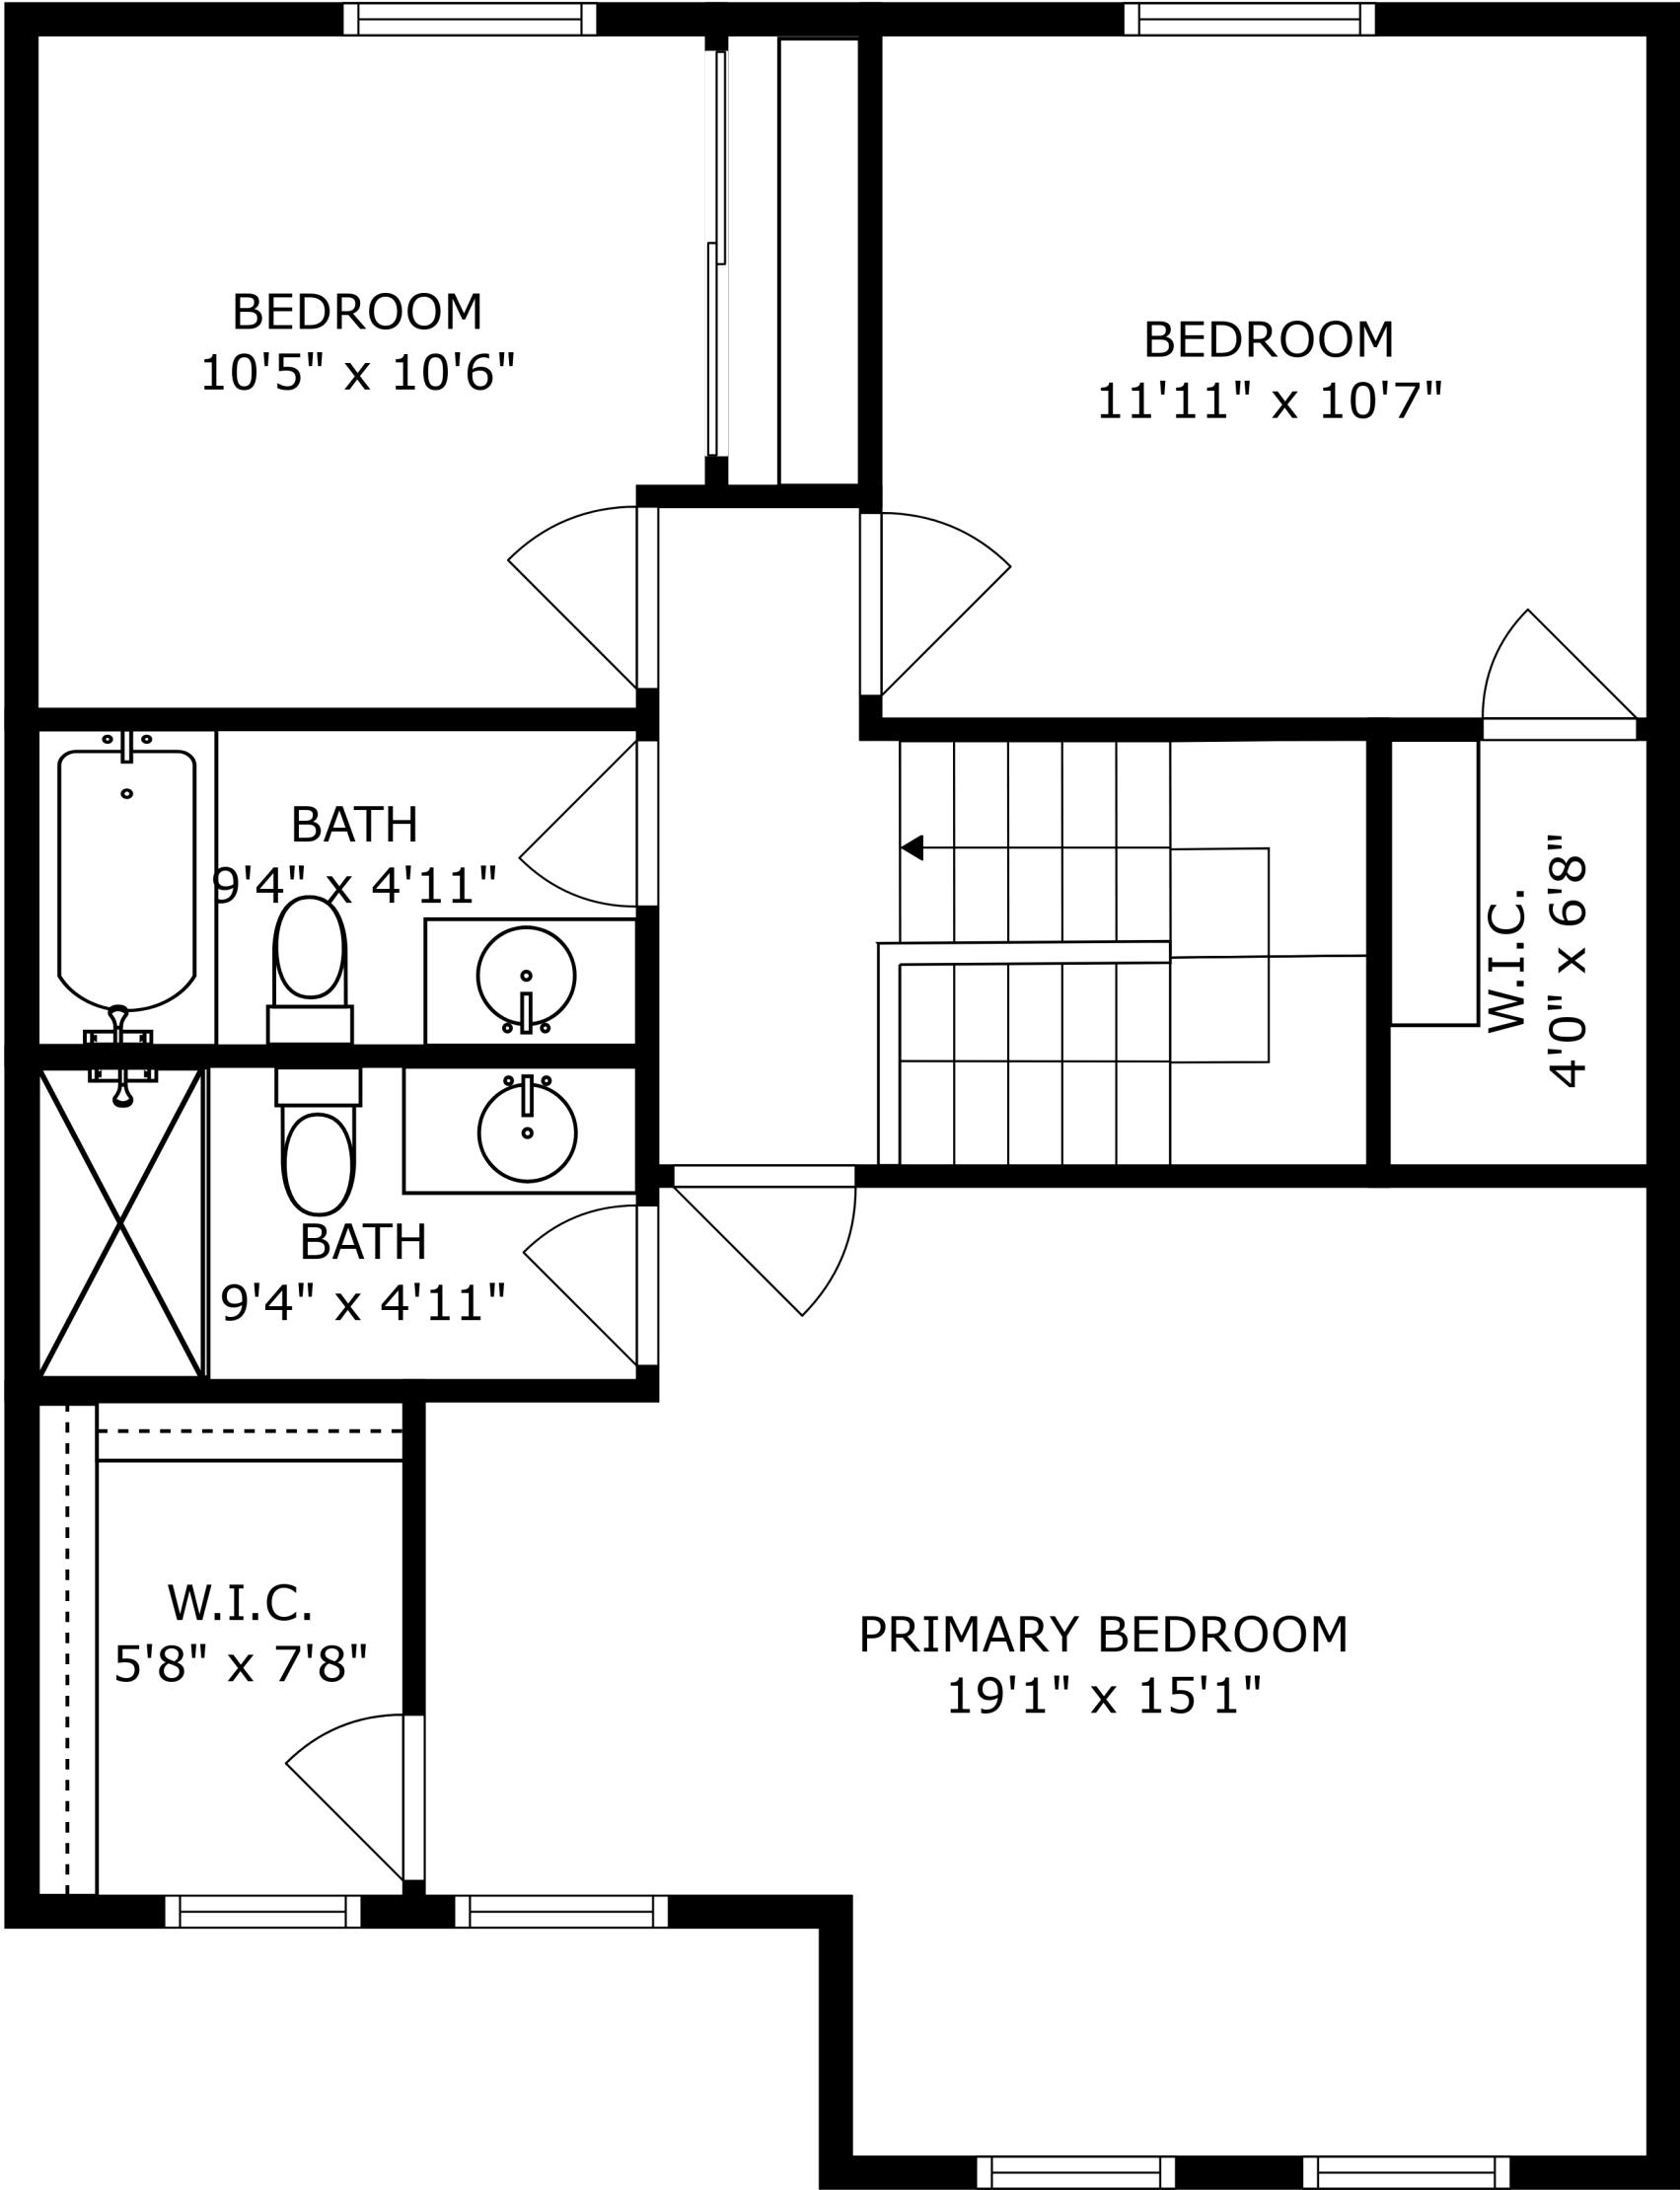 BEDROOM
10'5" x 10'6"
BEDROOM
11'11" x 10'7"
BATH
9'4" x 4'11"
W.I.C.
4'0" x 6'8"
BATH
9'4" x 4'11"
W.I.C.
5'8" x 7'8"
PRIMARY BEDROOM
19'1" x 15'1"